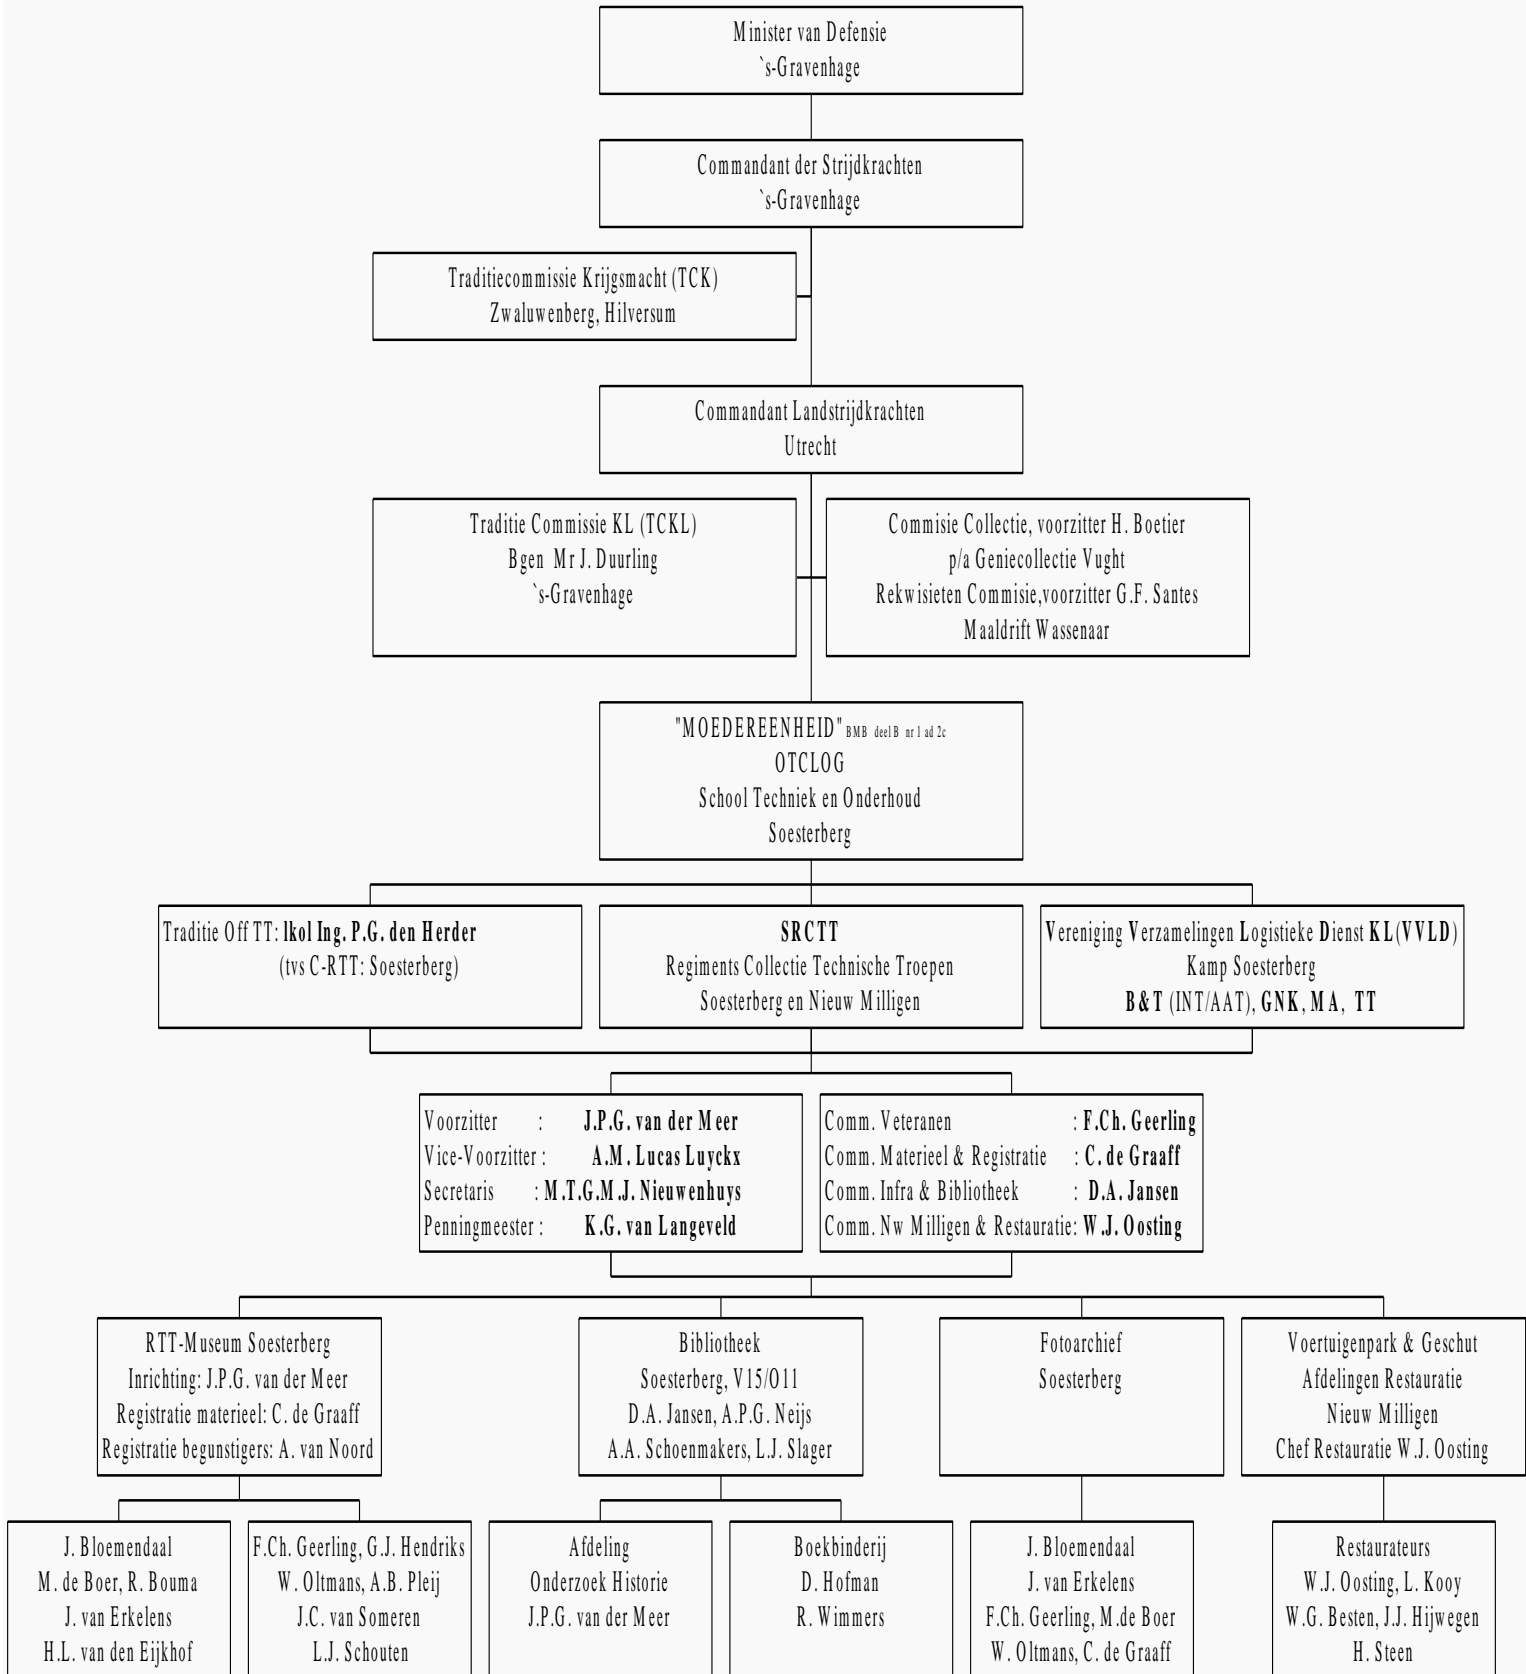 Minister van Defensie
`s-Gravenhage
Commandant der Strijdkrachten
`s-Gravenhage
Traditiecommissie Krijgsmacht (TCK)
Zwaluwenberg, Hilversum
Commandant Landstrijdkrachten
Utrecht
Traditie Commissie KL (TCKL)
Bgen Mr J. Duurling
`s-Gravenhage
Commisie Collectie, voorzitter H. Boetier
p/a Geniecollectie Vught
Rekwisieten Commisie,voorzitter G.F. Santes
Maaldrift Wassenaar
"MOEDEREENHEID" BMB deel B nr 1 ad 2c
OTCLOG
School Techniek en Onderhoud
Soesterberg
Traditie Off TT: lkol Ing. P.G. den Herder
(tvs C-RTT: Soesterberg)
SRCTT
Regiments Collectie Technische Troepen
Soesterberg en Nieuw Milligen
Vereniging Verzamelingen Logistieke Dienst KL(VVLD)
Kamp Soesterberg
B&T (INT/AAT), GNK, MA, TT
Voorzitter : J.P.G. van der Meer
Vice-Voorzitter : A.M. Lucas Luyckx
Secretaris : M.T.G.M.J. Nieuwenhuys
Penningmeester : K.G. van Langeveld
Comm. Veteranen : F.Ch. Geerling
Comm. Materieel & Registratie : C. de Graaff
Comm. Infra & Bibliotheek : D.A. Jansen
Comm. Nw Milligen & Restauratie: W.J. Oosting
RTT-Museum Soesterberg
Inrichting: J.P.G. van der Meer
Registratie materieel: C. de Graaff
Registratie begunstigers: A. van Noord
Bibliotheek
Soesterberg, V15/O11
D.A. Jansen, A.P.G. Neijs
A.A. Schoenmakers, L.J. Slager
Fotoarchief
Soesterberg
Voertuigenpark & Geschut
Afdelingen Restauratie
Nieuw Milligen
Chef Restauratie W.J. Oosting
J. Bloemendaal
M. de Boer, R. Bouma
J. van Erkelens
H.L. van den Eijkhof
F.Ch. Geerling, G.J. Hendriks
W. Oltmans, A.B. Pleij
J.C. van Someren
L.J. Schouten
Afdeling
Onderzoek Historie
J.P.G. van der Meer
Boekbinderij
D. Hofman
R. Wimmers
J. Bloemendaal
J. van Erkelens
F.Ch. Geerling, M.de Boer
W. Oltmans, C. de Graaff
Restaurateurs
W.J. Oosting, L. Kooy
W.G. Besten, J.J. Hijwegen
H. Steen